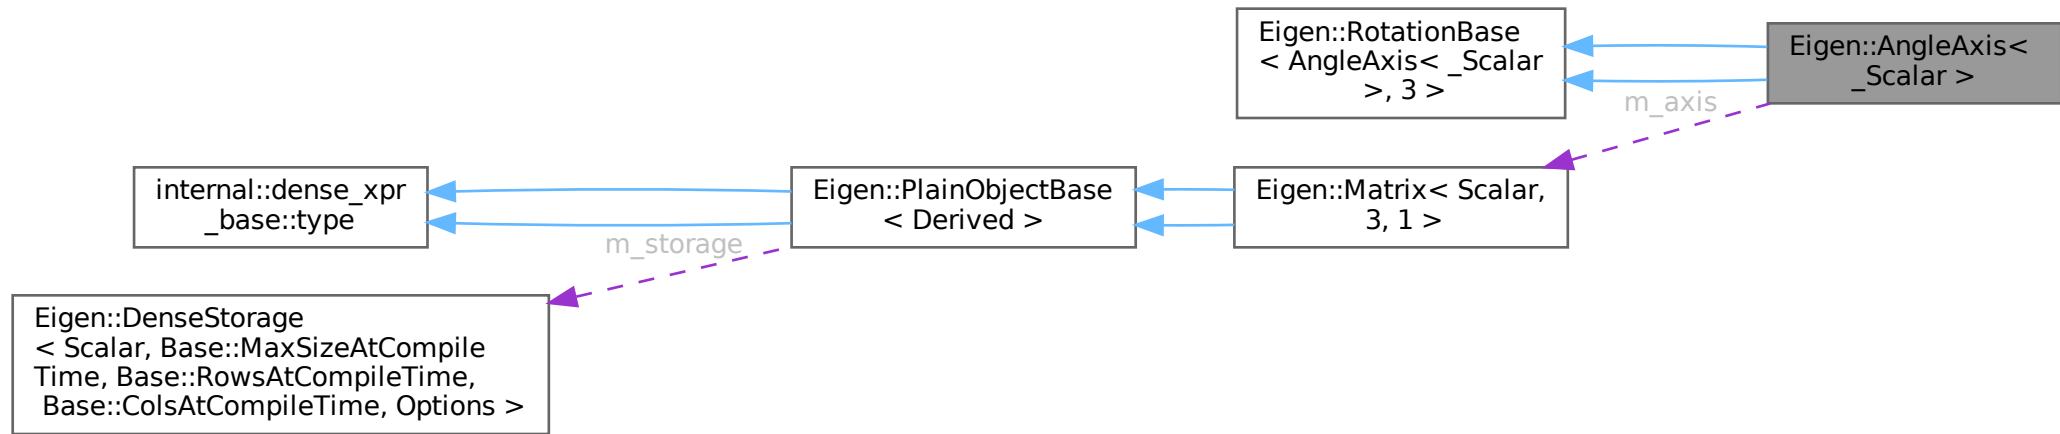 Eigen::RotationBase
< AngleAxis< _Scalar
>, 3 >
Eigen::AngleAxis<
_Scalar >
m_axis
internal::dense_xpr
_base::type
Eigen::PlainObjectBase
< Derived >
Eigen::Matrix< Scalar,
3, 1 >
m_storage
Eigen::DenseStorage
< Scalar, Base::MaxSizeAtCompile
Time, Base::RowsAtCompileTime,
Base::ColsAtCompileTime, Options >